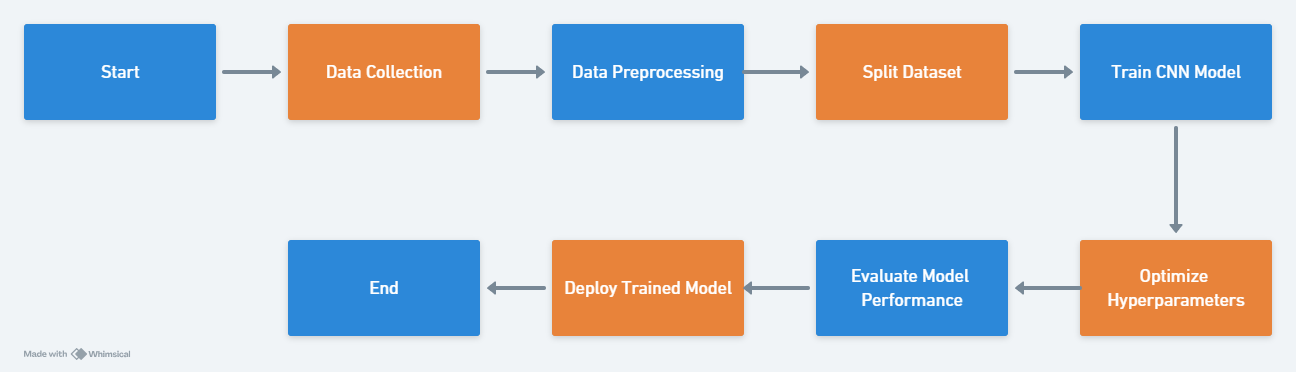 Start
Data Collection
Data Preprocessing
Split Dataset
Train CNN Model
Optimize
Hyperparameters
Evaluate Model
Performance
Deploy Trained Model
End
Made with Whimsical